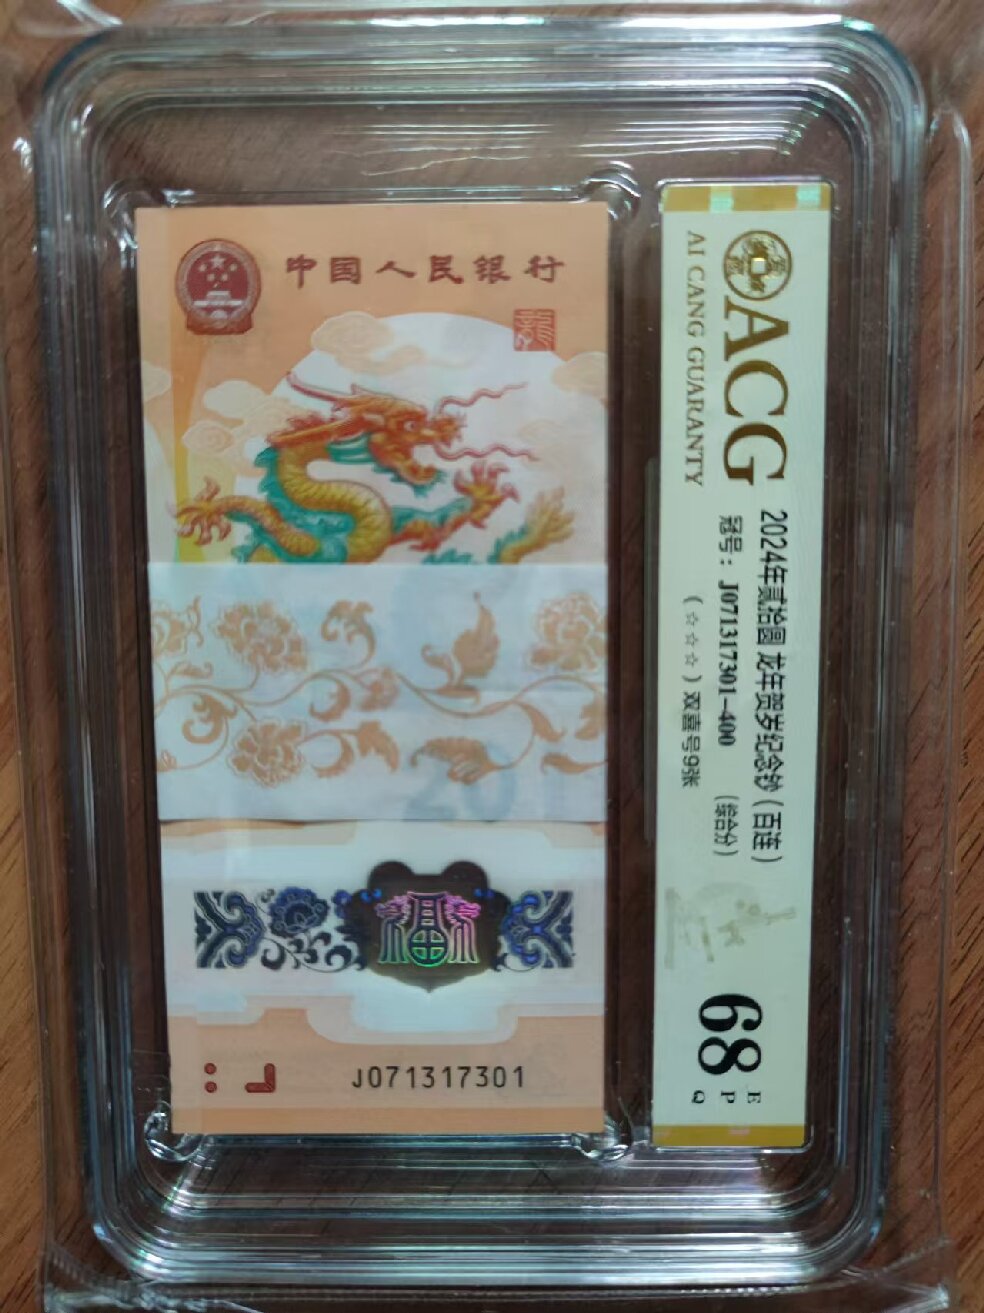 中国人民银行
龍
福
J071317301
ACG
AI CANG GUARANTY
2024年贰拾圆 龙年贺岁纪念钞(百连)
冠号:J071317301-400 (综合分)
(☆☆☆)双喜号9张
68
E
P
Q